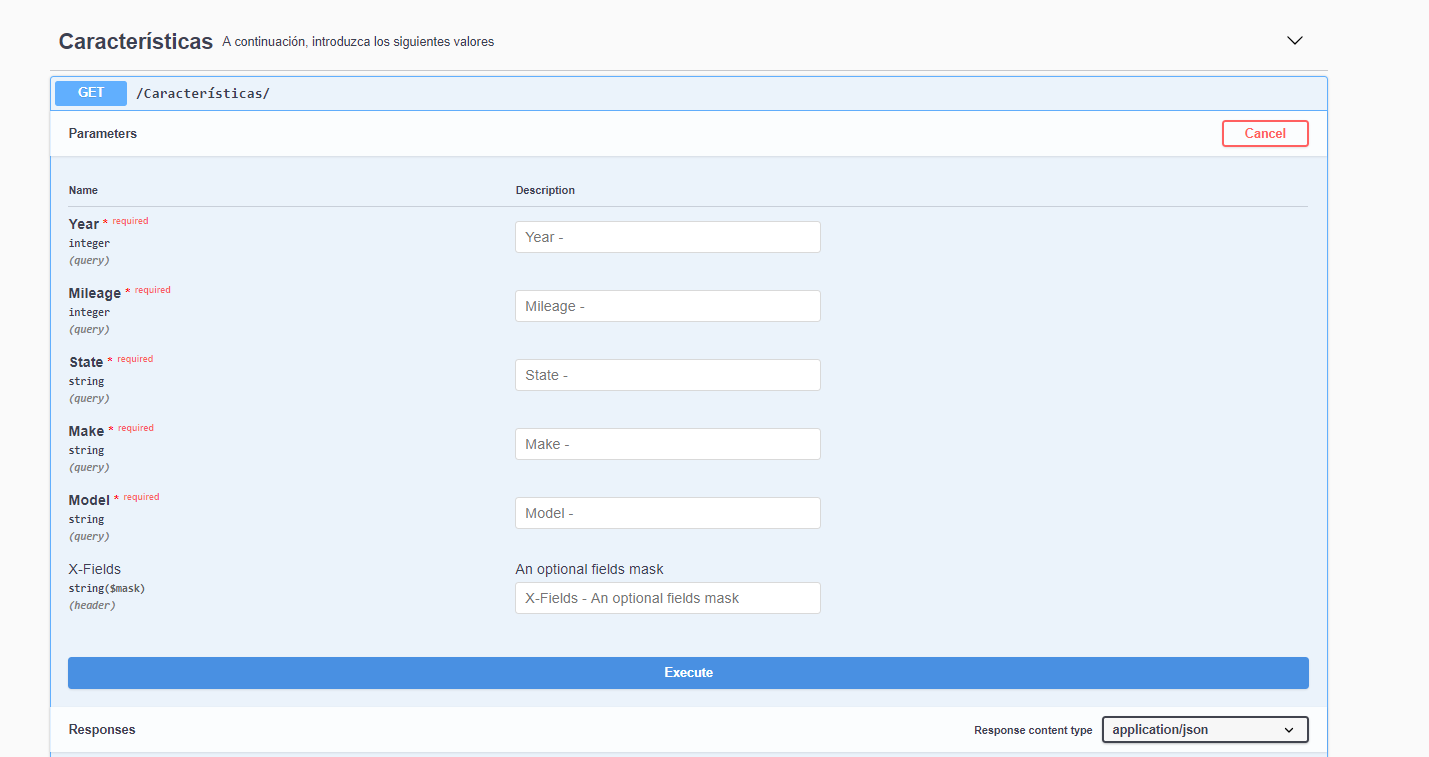 Características A continuación, introduzca los siguientes valores
GET /Características/
Parameters Cancel
Name Description
Year * required
integer
(query)
Year -
Mileage * required
integer
(query)
Mileage -
State * required
string
(query)
State -
Make * required
string
(query)
Make -
Model * required
string
(query)
Model -
X-Fields
string($mask)
(header)
An optional fields mask
X-Fields - An optional fields mask
Execute
Responses Response content type application/json